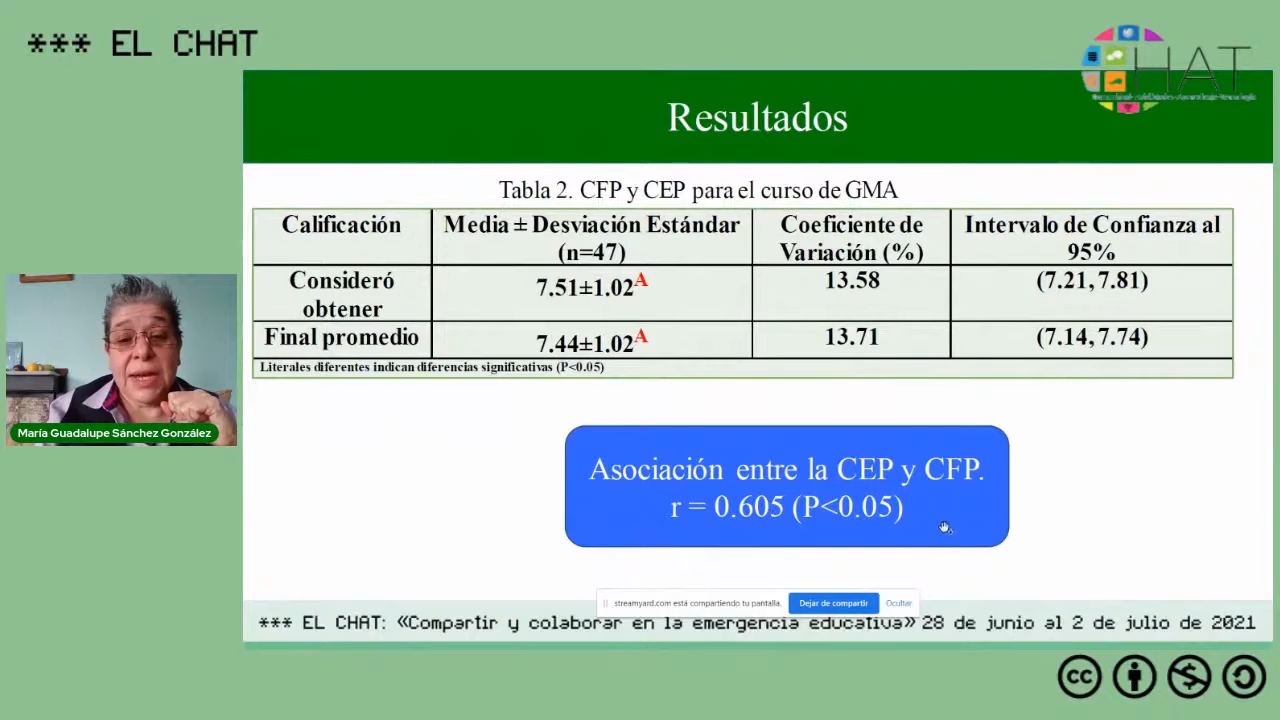 *** EL CHAT
HAT
Resultados
Tabla 2. CFP y CEP para el curso de GMA
Calificación
Media ± Desviación Estándar
(n=47)
Coeficiente de
Variación (%)
Intervalo de Confianza al
95%
Consideró
obtener
7.51±1.02A
13.58
(7.21, 7.81)
Final promedio
7.44±1.02A
13.71
(7.14, 7.74)
Literales diferentes indican diferencias significativas (P<0.05)
María Guadalupe Sánchez González
Asociación entre la CEP y CFP.
r = 0.605 (P<0.05)
streamyard.com está compartiendo tu pantalla.
Dejar de compartir
Ocultar
*** EL CHAT: «Compartir y colaborar en la emergencia educativa» 28 de junio al 2 de julio de 2021
cc